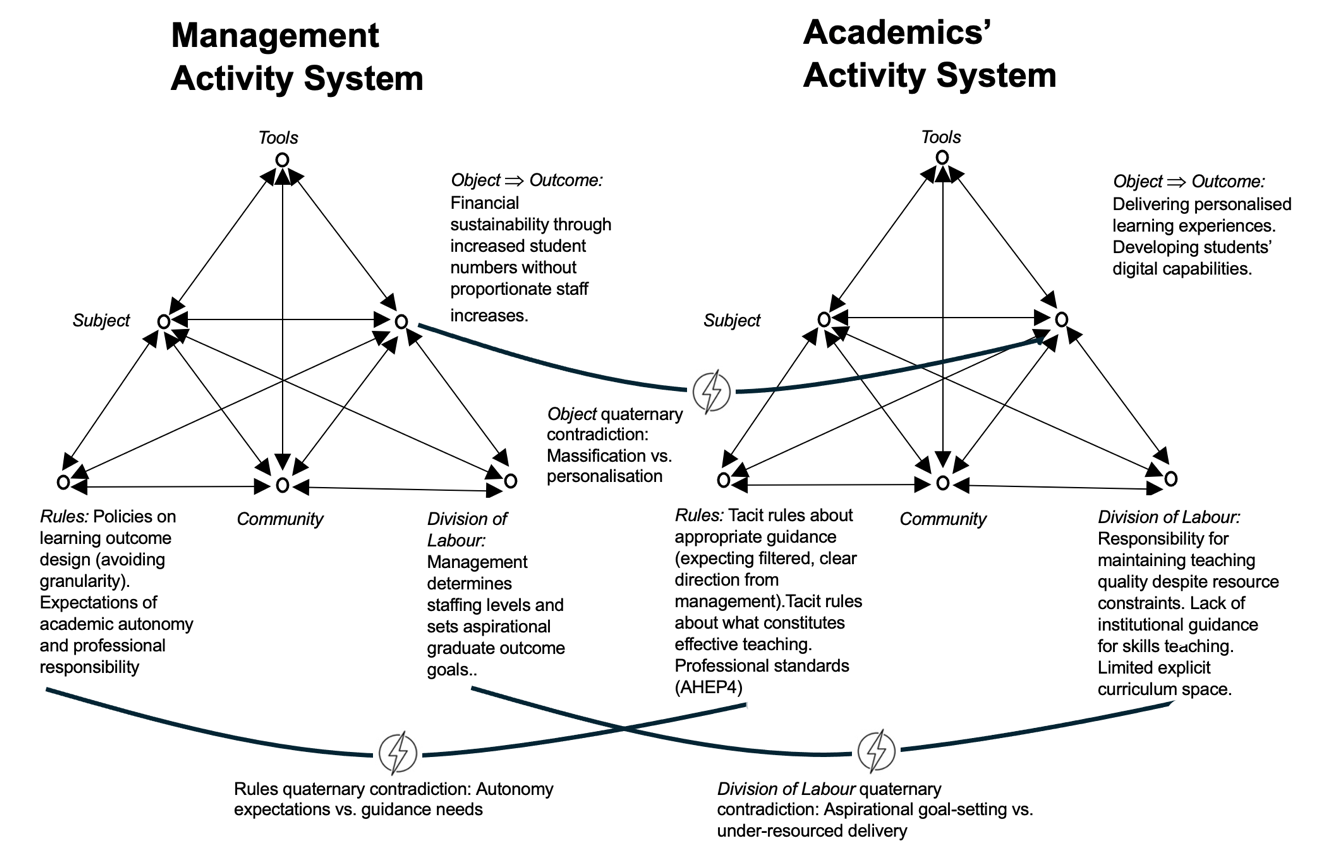 Management
Activity System
Academics’
Activity System
Tools
Object ⇒ Outcome:
Financial
sustainability through
increased student
numbers without
proportionate staff
increases.
Subject
Rules: Policies on
learning outcome
design (avoiding
granularity).
Expectations of
academic autonomy
and professional
responsibility
Community
Division of
Labour:
Management
determines
staffing levels and
sets aspirational
graduate outcome
goals..
Object quaternary
contradiction:
Massification vs.
personalisation
Tools
Object ⇒ Outcome:
Delivering personalised
learning experiences.
Developing students’
digital capabilities.
Subject
Rules: Tacit rules about
appropriate guidance
(expecting filtered, clear
direction from
management).Tacit rules
about what constitutes
effective teaching.
Professional standards
(AHEP4)
Community
Division of Labour:
Responsibility for
maintaining teaching
quality despite resource
constraints. Lack of
institutional guidance
for skills teaching.
Limited explicit
curriculum space.
Rules quaternary contradiction: Autonomy
expectations vs. guidance needs
Division of Labour quaternary
contradiction: Aspirational goal-setting vs.
under-resourced delivery